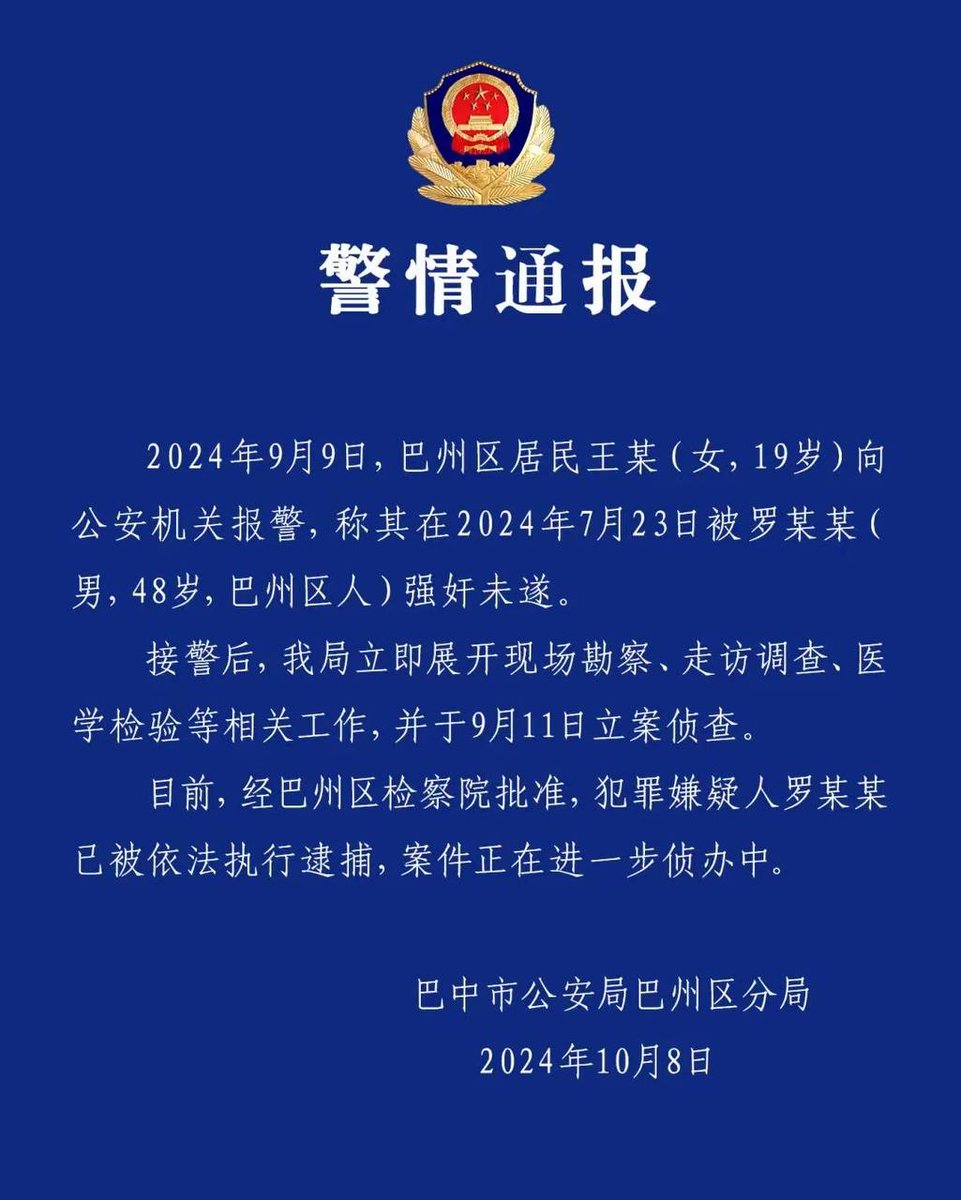 警情通报
2024年9月9日,巴州区居民王某(女,19岁)向
公安机关报警,称其在2024年7月23日被罗某某(
男,48岁,巴州区人)强奸未遂。
接警后,我局立即展开现场勘察、走访调查、医
学检验等相关工作,并于9月11日立案侦查。
目前,经巴州区检察院批准,犯罪嫌疑人罗某某
已被依法执行逮捕,案件正在进一步侦办中。
巴中市公安局巴州区分局
2024年10月8日